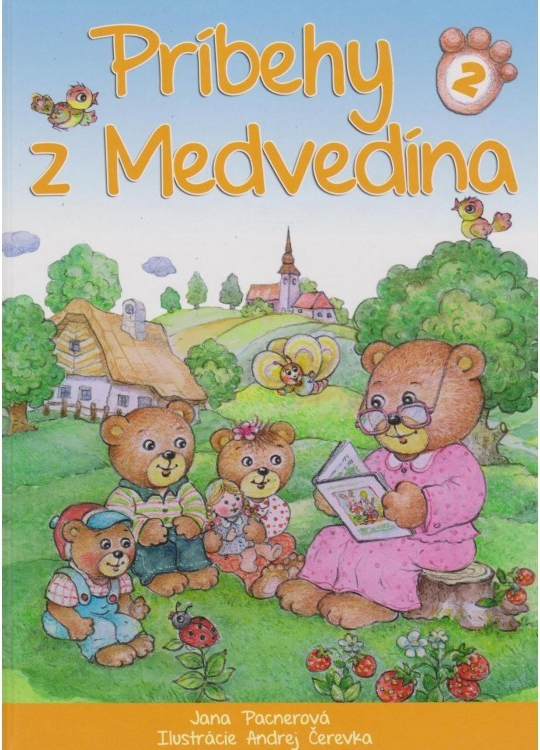 Príbehy
2
z Medvedína
Jana Pacnerová
Ilustrácie Andrej Čerevka